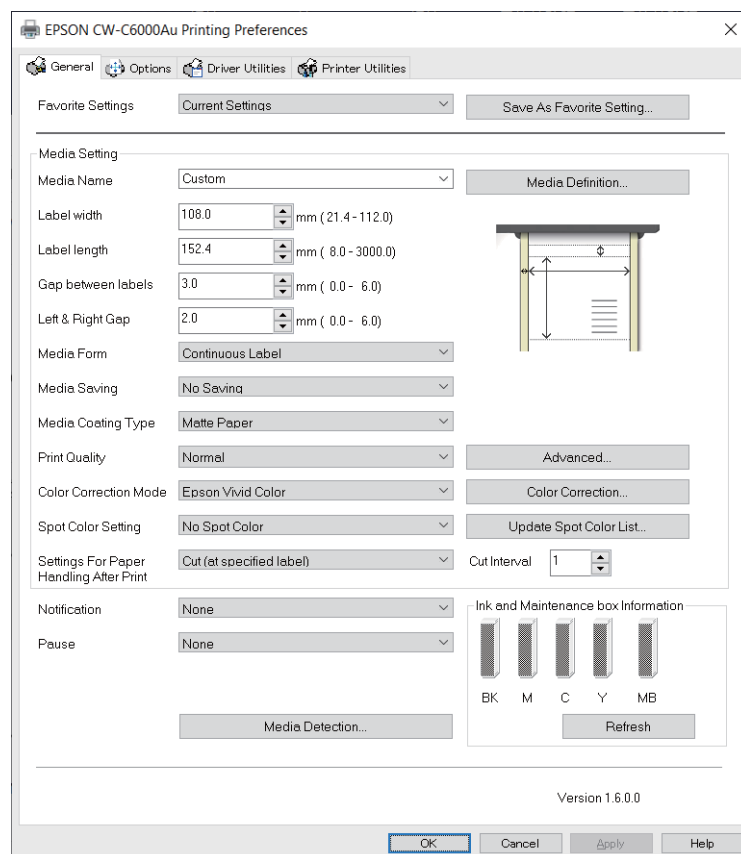 EPSON CW-C6000Au Printing Preferences
General Options Driver Utilities Printer Utilities
Favorite Settings Current Settings Save As Favorite Setting...
Media Setting
Media Name Custom Media Definition...
Label width 108.0 mm ( 21.4 - 112.0)
Label length 152.4 mm ( 8.0 - 3000.0)
Gap between labels 3.0 mm ( 0.0 - 6.0)
Left & Right Gap 2.0 mm ( 0.0 - 6.0)
Media Form Continuous Label
Media Saving No Saving
Media Coating Type Matte Paper
Print Quality Normal Advanced...
Color Correction Mode Epson Vivid Color Color Correction...
Spot Color Setting No Spot Color Update Spot Color List...
Settings For Paper
Handling After Print Cut (at specified label) Cut Interval 1
Notification None Ink and Maintenance box Information
Pause None
BK M C Y MB
Media Detection... Refresh
Version 1.6.0.0
OK Cancel Apply Help